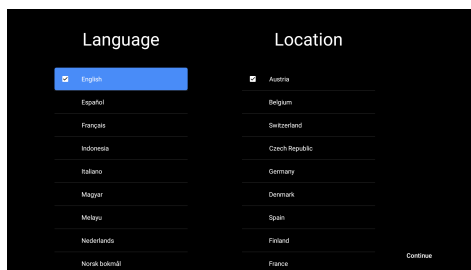 Language
English
Español
Français
Indonesia
Italiano
Magyar
Melayu
Nederlands
Norsk bokmål
Location
Austria
Belgium
Switzerland
Czech Republic
Germany
Denmark
Spain
Finland
France
Continue